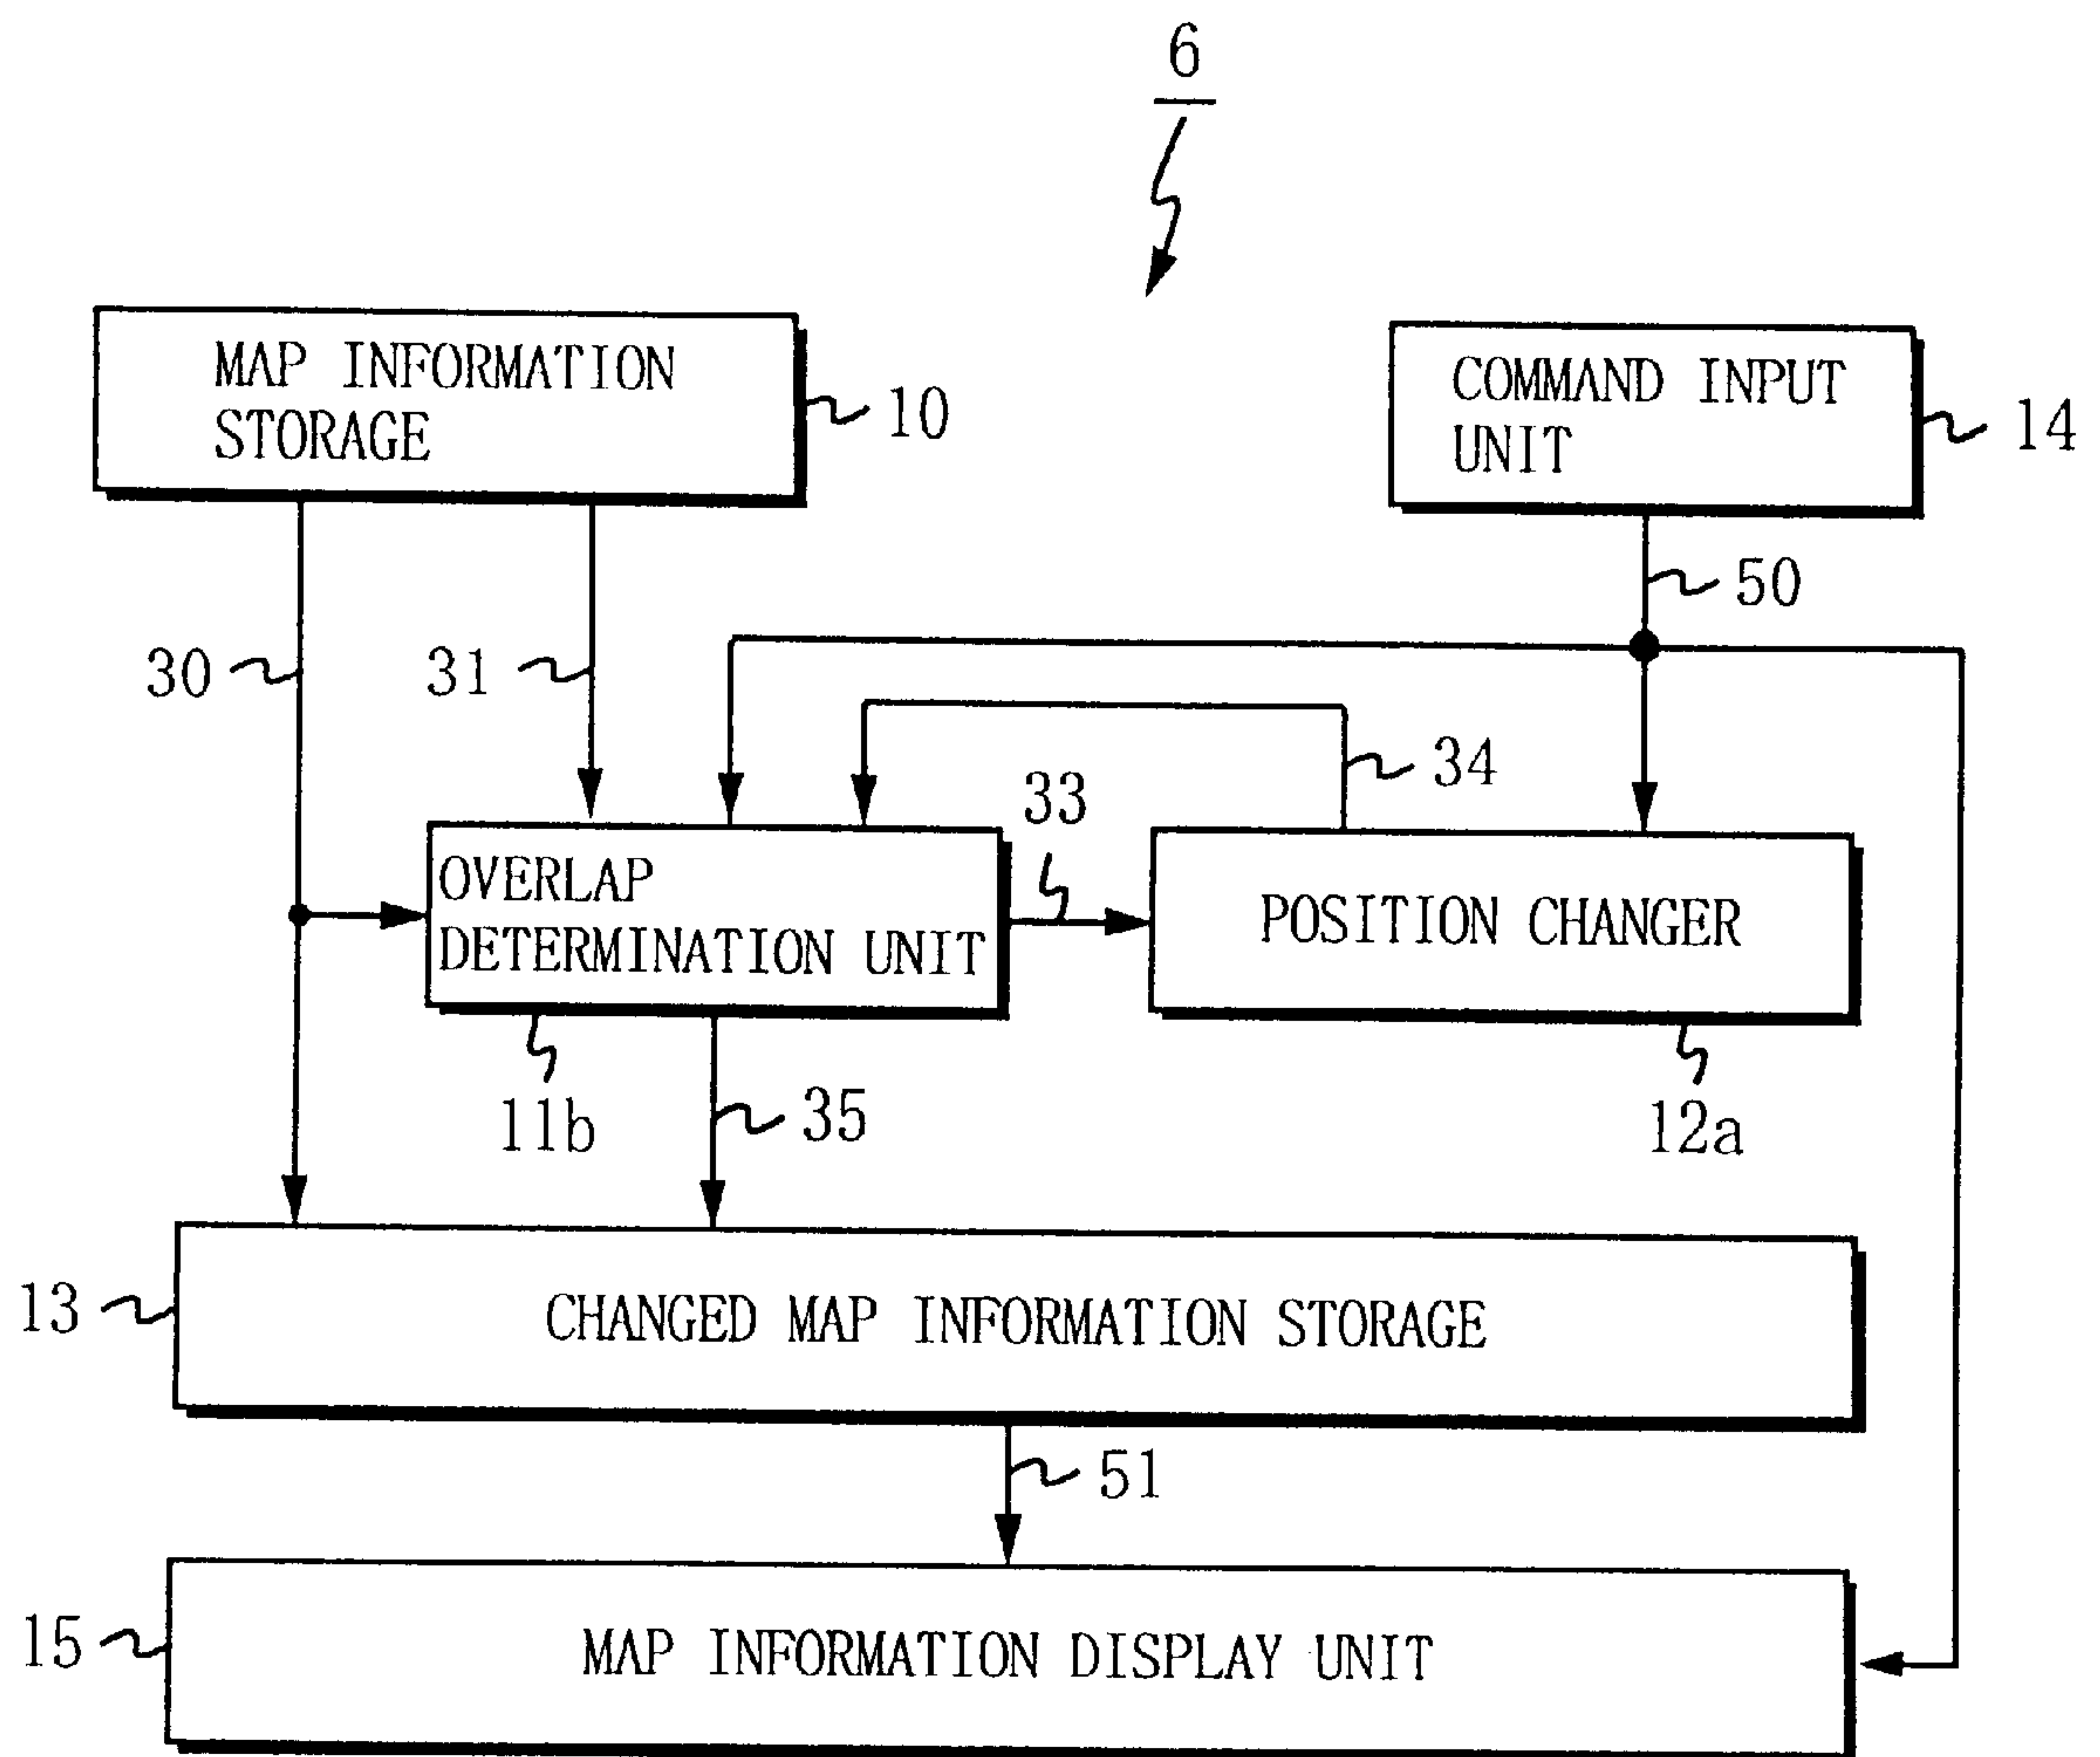 6
MAP INFORMATION
STORAGE
10
COMMAND INPUT
UNIT
14
50
30
31
34
33
OVERLAP
DETERMINATION UNIT
POSITION CHANGER
11b
35
12a
13
CHANGED MAP INFORMATION STORAGE
51
15
MAP INFORMATION DISPLAY UNIT